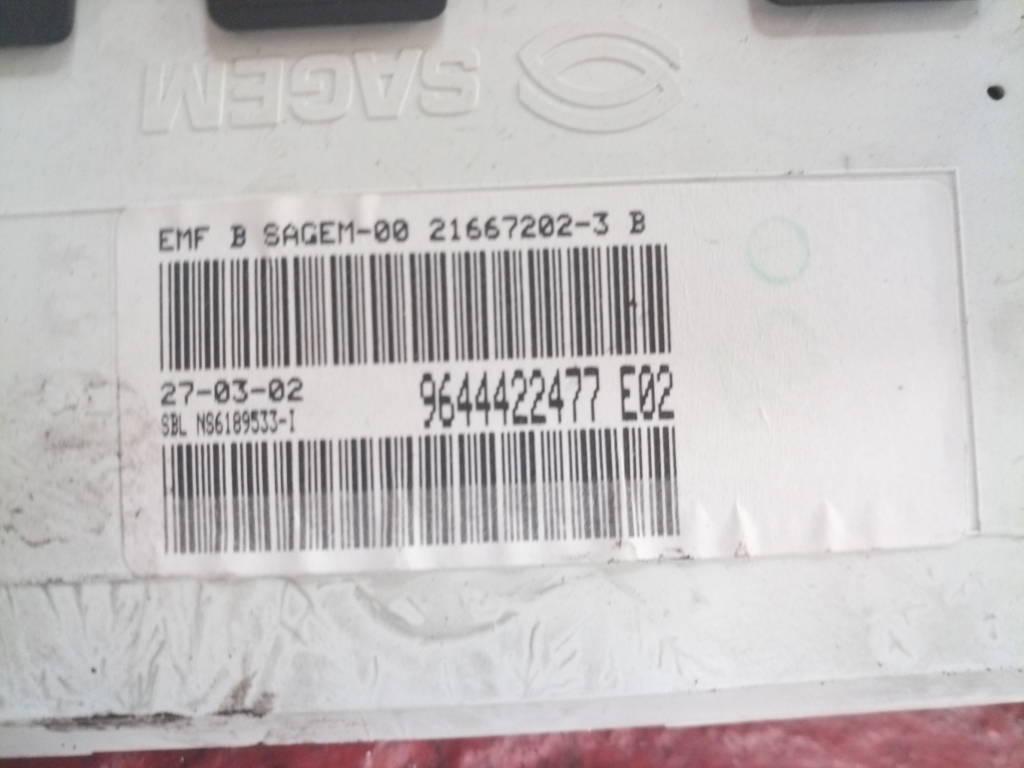 SAGEM
EMF B SAGEM-00 21667202-3 B
27-03-02
9644422477 E02
SBL NS6189533-I